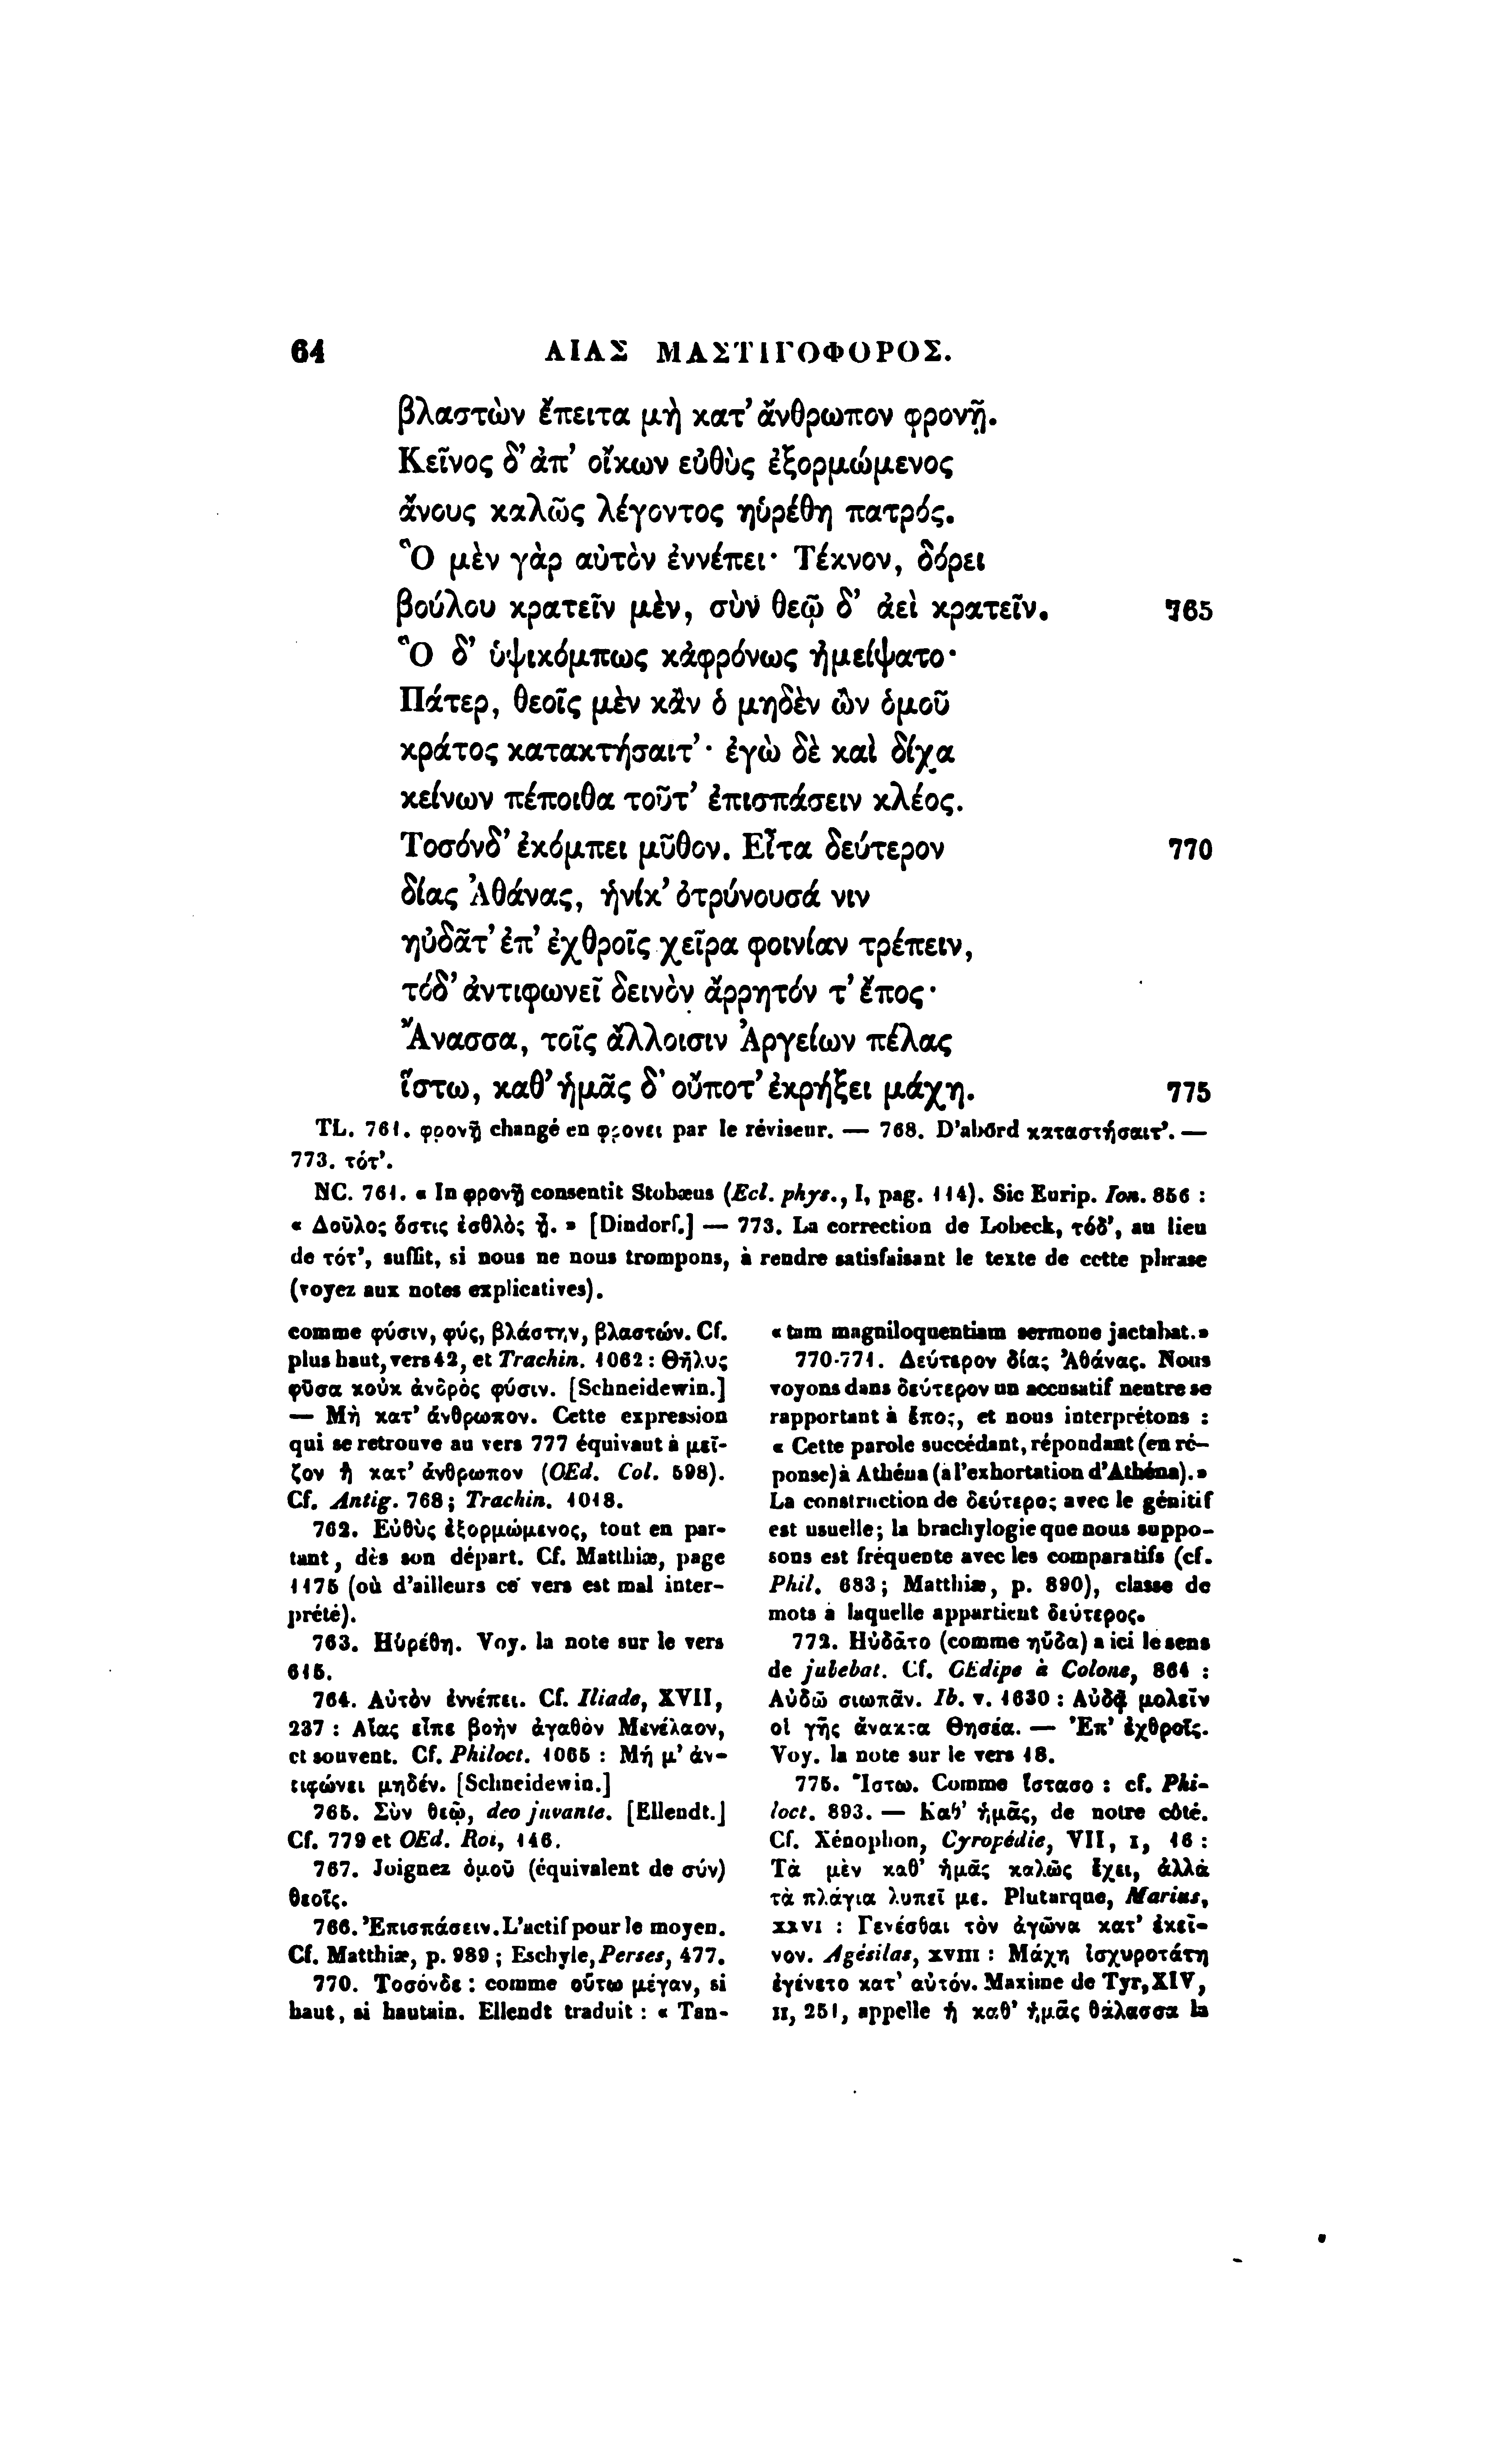 64 ΑΙΑΣ ΜΑΣΤΙΓΟΦΟΡΟΣ.
βλαστὼν ἔπειτα μὴ κατ' ἄνθρωπον φρονῇ.
Κεῖνος δ' ἀπ' οἴκων εὐθὺς ἐξορμώμενος
ἄνους καλῶς λέγοντος ηὑρέθη πατρός.
Ὃ μὲν γὰρ αὐτὸν ἐννέπει· Τέκνον, δόρει
βούλου κρατεῖν μὲν, σὺν θεῷ δ' ἀεὶ κρατεῖν. 765
Ὃ δ' ὑψικόμπως κἀφρόνως ἠμείψατο·
Πάτερ, θεοῖς μὲν κἂν ὁ μηδὲν ὢν ὁμοῦ
κράτος κατακτήσαιτ'· ἐγὼ δὲ καὶ δίχα
κείνων πέποιθα τοῦτ' ἐπισπάσειν κλέος.
Τοσόνδ' ἐκόμπει μῦθον. Εἶτα δεύτερον 770
δίας Ἀθάνας, ἡνίκ' ὀτρύνουσά νιν
ηὐδᾶτ' ἐπ' ἐχθροῖς χεῖρα φοινίαν τρέπειν,
τόδ' ἀντιφωνεῖ δεινὸν ἄρρητόν τ' ἔπος·
Ἄνασσα, τοῖς ἄλλοισιν Ἀργείων πέλας
ἵστω, καθ' ἡμᾶς δ' οὔποτ' ἐκρήξει μάχη. 775
TL. 761. φρονῇ changé en φρονει par le réviseur. — 768. D'abord καταστήσαιτ'. —
773. τότ'.
NC. 761. « In φρονῇ consentit Stobæus (Ecl. phys., I, pag. 114). Sic Eurip. Ion. 856 :
« Δοῦλος ὅστις ἐσθλὸς ᾖ. » [Dindorf.] — 773. La correction de Lobeck, τόδ', au lieu
de τότ', suffit, si nous ne nous trompons, à rendre satisfaisant le texte de cette phrase
(voyez aux notes explicatives).
comme φύσιν, φύς, βλάστην, βλαστών. Cf.
plus haut, vers 42, et Trachin. 1062 : Θῆλυς
φῦσα κοὐκ ἀνδρὸς φύσιν. [Schneidewin.]
— Μὴ κατ' ἄνθρωπον. Cette expression
qui se retrouve au vers 777 équivaut à μεῖ-
ζον ἢ κατ' ἄνθρωπον (OEd. Col. 598).
Cf. Antig. 768; Trachin. 1018.
762. Εὐθὺς ἐξορμώμενος, tout en par-
tant, dès son départ. Cf. Matthiæ, page
1175 (où d'ailleurs ce vers est mal inter-
prété).
763. Ηὑρέθη. Voy. la note sur le vers
615.
764. Αὐτὸν ἐννέπει. Cf. Iliade, XVII,
237 : Αἴας εἶπε βοὴν ἀγαθὸν Μενέλαον,
et souvent. Cf. Philoct. 1065 : Μή μ' ἀν-
τιφώνει μηδέν. [Schneidewin.]
765. Σὺν θεῷ, deo juvante. [Ellendt.]
Cf. 779 et OEd. Roi, 146.
767. Joignez ὁμοῦ (équivalent de σύν)
θεοῖς.
766. Ἐπισπάσειν. L'actif pour le moyen.
Cf. Matthiæ, p. 989 ; Eschyle, Perses, 477.
770. Τοσόνδε : comme οὕτω μέγαν, si
haut, si hautain. Ellendt traduit : « Tan-
« tam magniloquentiam sermone jactabat. »
770-771. Δεύτερον δίας Ἀθάνας. Nous
voyons dans δεύτερον un accusatif neutre se
rapportant à ἔπος, et nous interprétons :
« Cette parole succédant, répondant (en ré-
ponse) à Athéna (à l'exhortation d'Athéna). »
La construction de δεύτερος avec le génitif
est usuelle; la brachylogie que nous suppo-
sons est fréquente avec les comparatifs (cf.
Phil. 683; Matthiæ, p. 890), classe de
mots à laquelle appartient δεύτερος.
772. Ηὐδᾶτο (comme ηὔδα) a ici le sens
de jubebat. Cf. OEdipe à Colone, 864 :
Αὐδῶ σιωπᾶν. Ib. v. 1630 : Αὐδᾷ μολεῖν
οἱ γῆς ἄνακτα Θησέα. — Ἐπ' ἐχθροῖς.
Voy. la note sur le vers 18.
775. Ἵστω. Comme ἵστασο : cf. Phi-
loct. 893. — Καθ' ἡμᾶς, de notre côté.
Cf. Xénophon, Cyropédie, VII, I, 16 :
Τὰ μὲν καθ' ἡμᾶς καλῶς ἔχει, ἀλλὰ
τὰ πλάγια λυπεῖ με. Plutarque, Marius,
XXVI : Γενέσθαι τὸν ἀγῶνα κατ' ἐκεῖ-
νον. Agésilas, XVIII : Μάχη ἰσχυροτάτη
ἐγένετο κατ' αὐτόν. Maxime de Tyr, XIV,
II, 251, appelle ἡ καθ' ἡμᾶς θάλασσα la